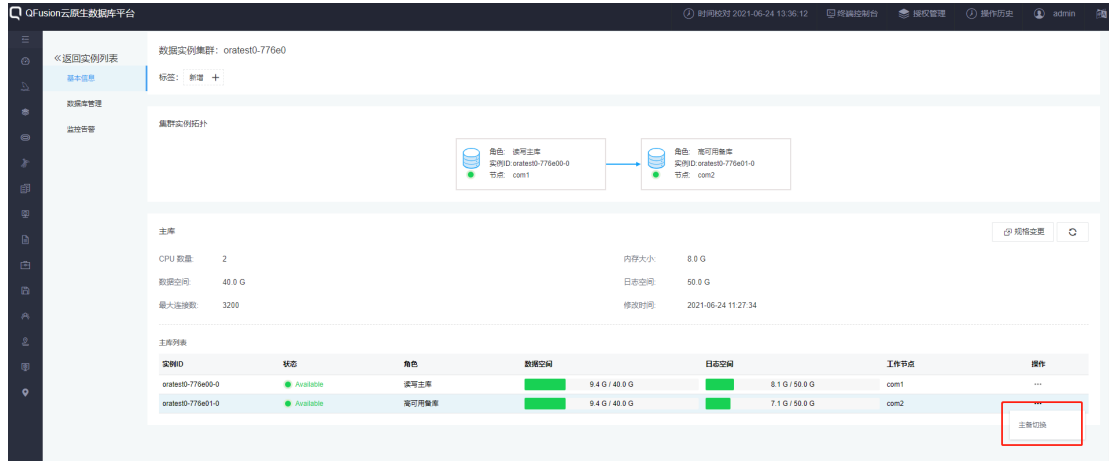 QFusion云原生数据库平台
时间校对 2021-06-24 13:36:12
终端控制台
授权管理
操作历史
admin
返回实例列表
基本信息
数据库管理
监控告警
数据实例集群: oratest0-776e0
标签: 新增 +
集群实例拓扑
角色: 读写主库
实例ID:oratest0-776e00-0
节点: com1
角色: 高可用备库
实例ID:oratest0-776e01-0
节点: com2
主库
规格变更
CPU 数量: 2
内存大小: 8.0 G
数据空间: 40.0 G
日志空间: 50.0 G
最大连接数: 3200
修改时间: 2021-06-24 11:27:34
主库列表
实例ID 状态 角色 数据空间 日志空间 工作节点 操作
oratest0-776e00-0 Available 读写主库 9.4 G / 40.0 G 8.1 G / 50.0 G com1 ...
oratest0-776e01-0 Available 高可用备库 9.4 G / 40.0 G 7.1 G / 50.0 G com2 ...
主备切换